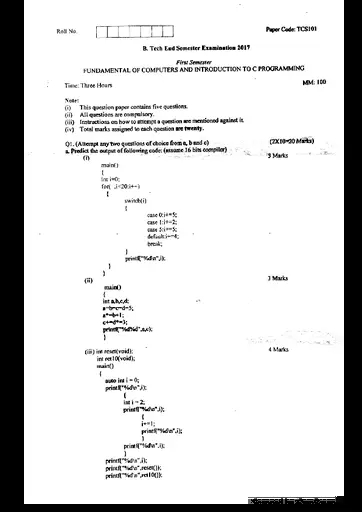 Roll No.
Paper Code: TCS101
B. Tech End Semester Examination 2017
First Semester
FUNDAMENTAL OF COMPUTERS AND INTRODUCTION TO C PROGRAMMING
Time: Three Hours MM: 100
Note:
(i) This question paper contains five questions.
(ii) All questions are compulsory.
(iii) Instructions on how to attempt a question are mentioned against it.
(iv) Total marks assigned to each question are twenty.
Q1. (Attempt any two questions of choice from a, b and c) (2X10=20 Marks)
a. Predict the output of following code: (assume 16 bits compiler)
(i) 3 Marks
main()
{
int i=0;
for( ;i<20;i++)
{
switch(i)
{
case 0:i+=5;
case 1:i+=2;
case 5:i+=5;
default:i+=4;
break;
}
printf("%d\n",i);
}
}
(ii) 3 Marks
main()
{
int a,b,c,d;
a=b=c=d=5;
a*=b+1;
c+=d*=3;
printf("%d%d",a,c);
}
(iii) int reset(void); 4 Marks
int ret10(void);
main()
{
auto int i = 0;
printf("%d\n",i);
{
int i = 2;
printf("%d\n",i);
{
i+=1;
printf("%d\n",i);
}
printf("%d\n",i);
}
printf("%d\n",i);
printf("%d\n",reset());
printf("%d\n",ret10());